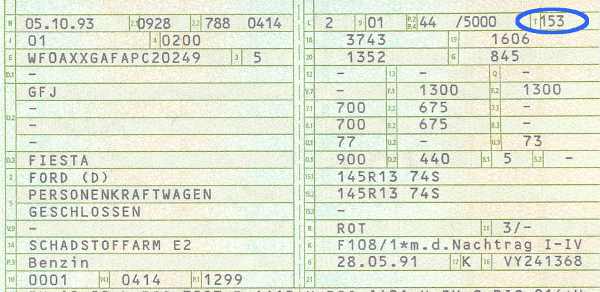 B 05.10.93 2.1 0928 2.2 788 0414
J 01 4 0200
E WF0AXXGAFAPC20249 3 5
D.1 -
GFJ
D.2 -
-
-
D.3 FIESTA
2 FORD (D)
5 PERSONENKRAFTWAGEN
GESCHLOSSEN
V.9 -
14 SCHADSTOFFARM E2
P.3 Benzin
10 0001 14.1 0414 P.1 1299
L 2 9 01 P.2 P.4 44 /5000 T 153
18 3743 19 1606
20 1352 G 845
12 - 13 - Q -
V.7 - F.1 1300 F.2 1300
7.1 700 7.2 675 7.3 -
8.1 700 8.2 675 8.3 -
U.1 77 U.2 - U.3 73
O.1 900 O.2 440 S.1 5 S.2 -
15.1 145R13 74S
15.2 145R13 74S
15.3 -
R ROT 11 3/-
K F108/1*m.d.Nachtrag I-IV
6 28.05.91 17 K 16 VY241368
21